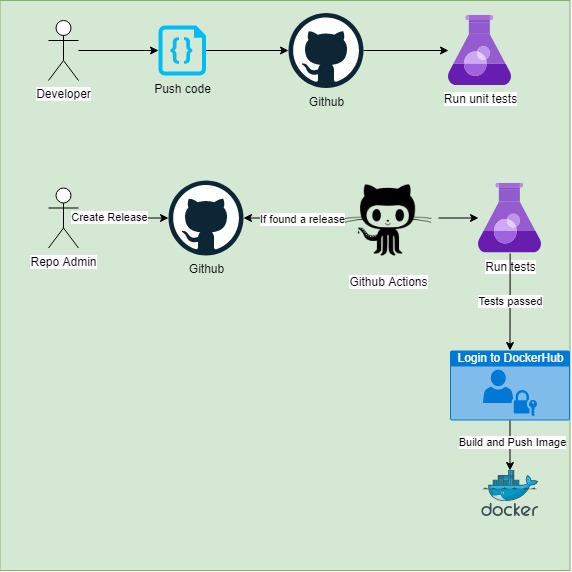 Developer
Push code
Github
Run unit tests
Create Release
If found a release
Repo Admin
Github
Github Actions
Run tests
Tests passed
Login to DockerHub
Build and Push Image
docker